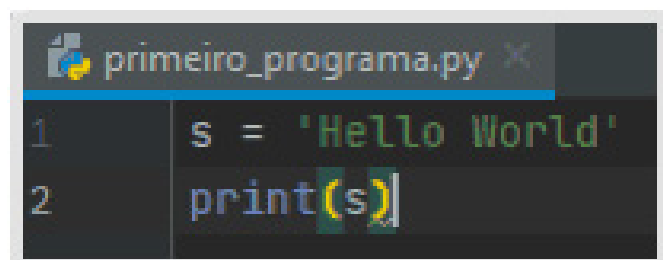 primeiro_programa.py
1 s = 'Hello World'
2 print(s)